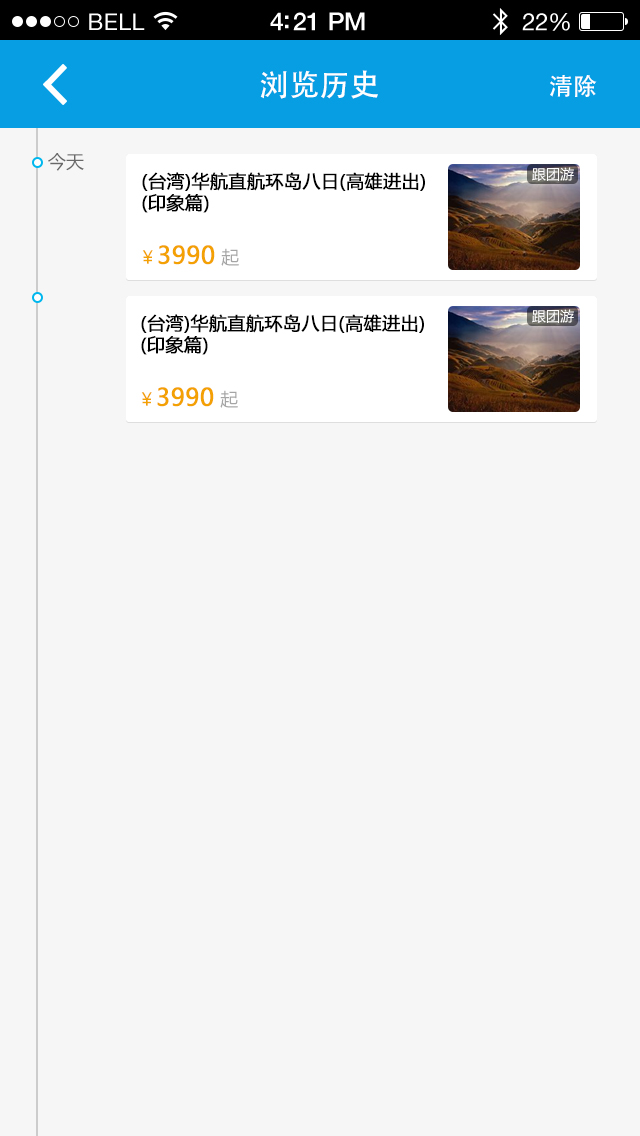 BELL 4:21 PM 22%
浏览历史 清除
今天
(台湾)华航直航环岛八日(高雄进出)
(印象篇)
¥3990 起
跟团游
(台湾)华航直航环岛八日(高雄进出)
(印象篇)
¥3990 起
跟团游